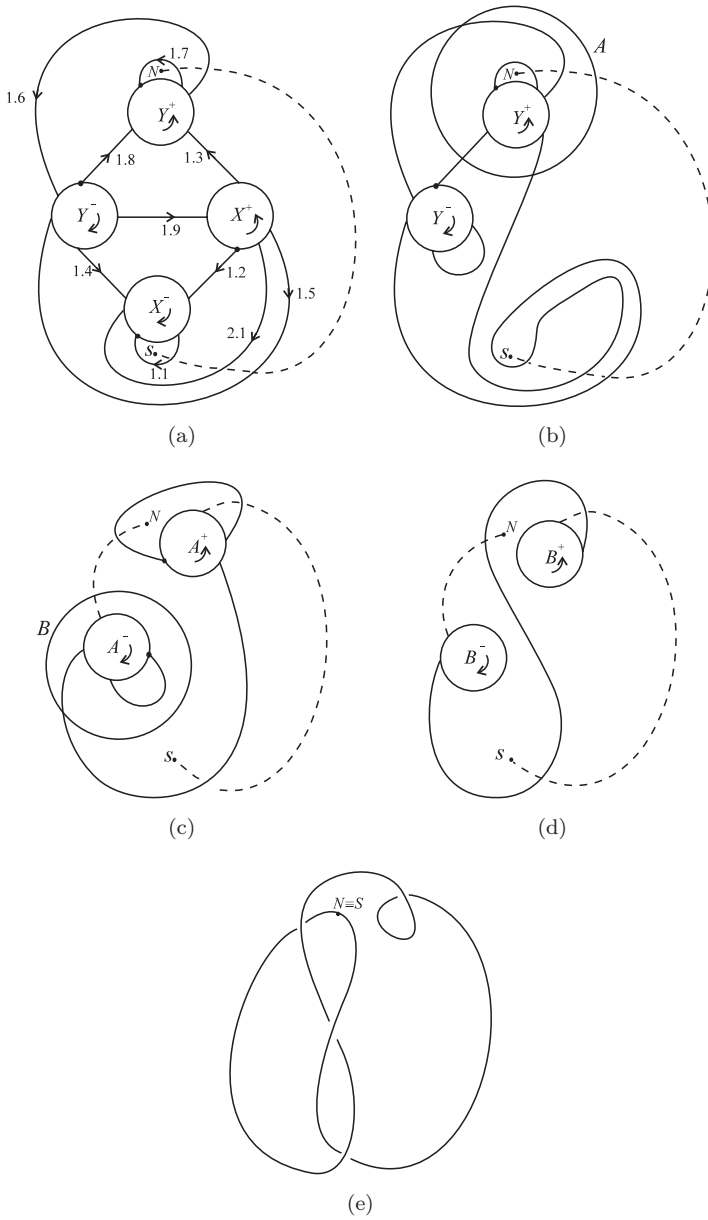 1.7
N
1.6
Y+
1.8
1.3
Y-
X+
1.9
1.4
1.2
X-
1.5
2.1
S
1.1
(a)
A
N
Y+
Y-
s
(b)
N
A+
B
A-
s
(c)
N
B+
B-
s
(d)
N≡S
(e)